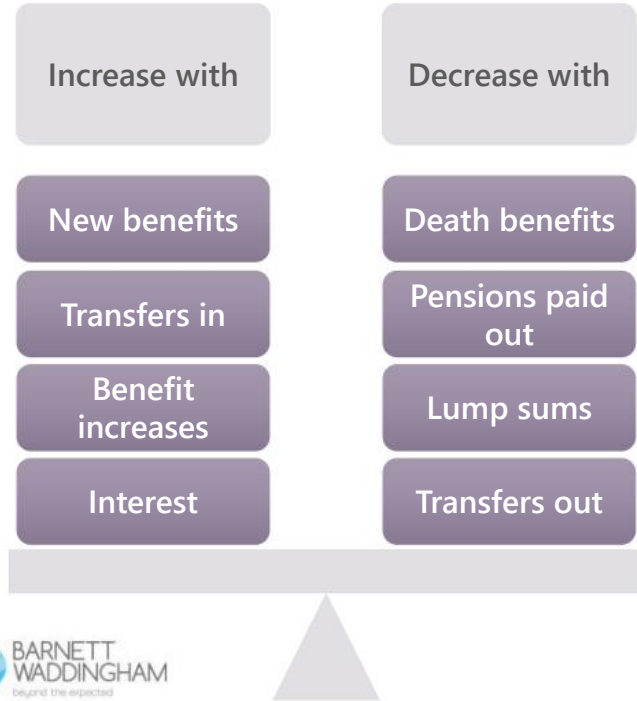 Increase with
Decrease with
New benefits
Death benefits
Transfers in
Pensions paid
out
Benefit
increases
Lump sums
Interest
Transfers out
BARNETT
WADDINGHAM
beyond the expected